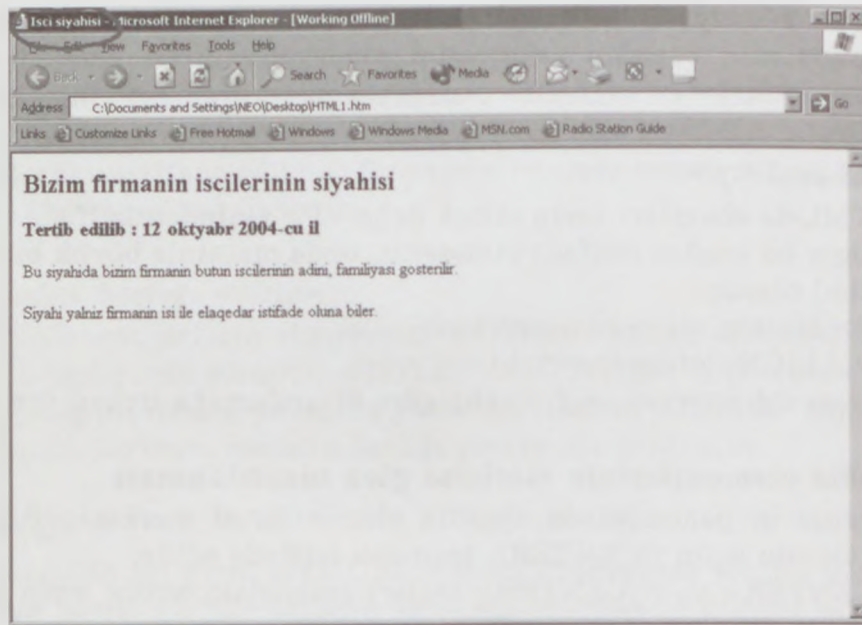 Isci siyahisi - Microsoft Internet Explorer - [Working Offline]
File Edit View Favorites Tools Help
Back Search Favorites Media
Address C:\Documents and Settings\NEO\Desktop\HTML1.htm Go
Links Customize Links Free Hotmail Windows Windows Media MSN.com Radio Station Guide
Bizim firmanin iscilerinin siyahisi
Tertib edilib : 12 oktyabr 2004-cu il
Bu siyahida bizim firmanin butun iscilerinin adini, familiyasi gosterilir.
Siyahi yalniz firmanin isi ile elaqedar istifade oluna biler.